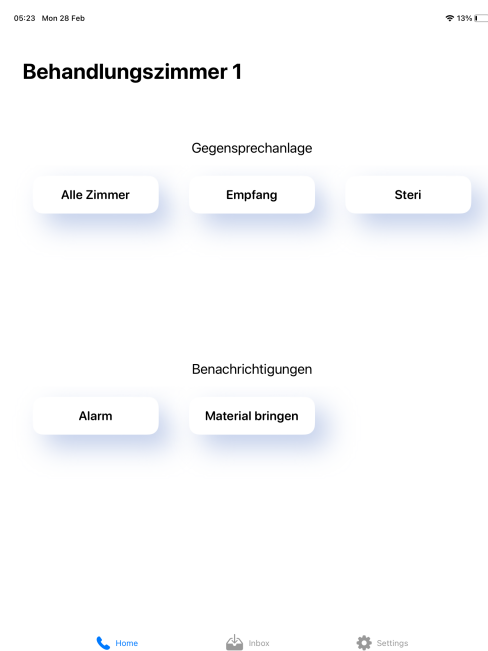 05:23 Mon 28 Feb
13%
Behandlungszimmer 1
Gegensprechanlage
Alle Zimmer
Empfang
Steri
Benachrichtigungen
Alarm
Material bringen
Home
Inbox
Settings